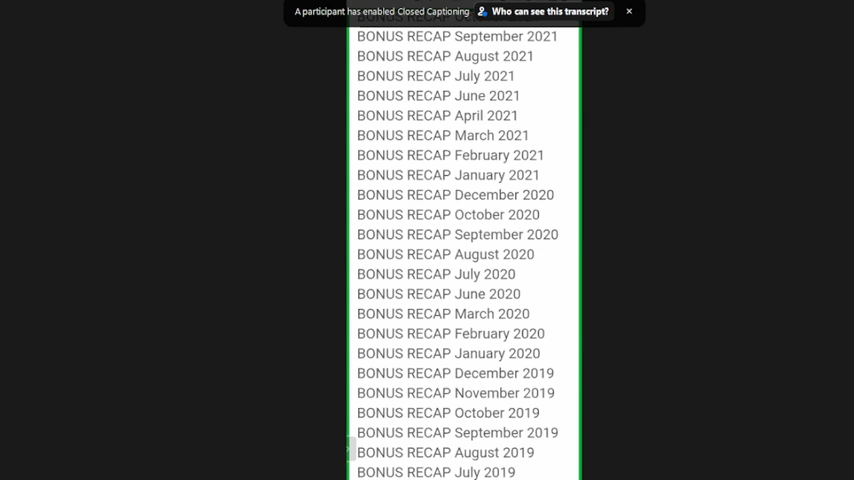 A participant has enabled Closed Captioning Who can see this transcript? ×
BONUS RECAP September 2021
BONUS RECAP August 2021
BONUS RECAP July 2021
BONUS RECAP June 2021
BONUS RECAP April 2021
BONUS RECAP March 2021
BONUS RECAP February 2021
BONUS RECAP January 2021
BONUS RECAP December 2020
BONUS RECAP October 2020
BONUS RECAP September 2020
BONUS RECAP August 2020
BONUS RECAP July 2020
BONUS RECAP June 2020
BONUS RECAP March 2020
BONUS RECAP February 2020
BONUS RECAP January 2020
BONUS RECAP December 2019
BONUS RECAP November 2019
BONUS RECAP October 2019
BONUS RECAP September 2019
BONUS RECAP August 2019
BONUS RECAP July 2019